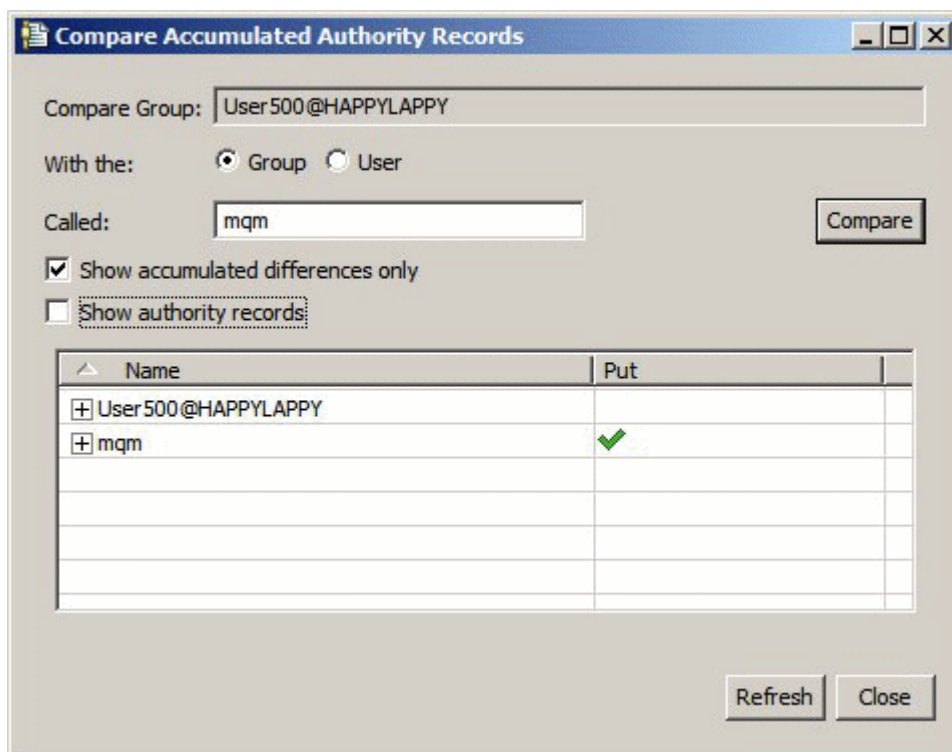 Compare Accumulated Authority Records
Compare Group: User500@HAPPYLAPPY
With the: Group User
Called: mqm Compare
Show accumulated differences only
Show authority records
Name Put
User500@HAPPYLAPPY
mqm
Refresh Close